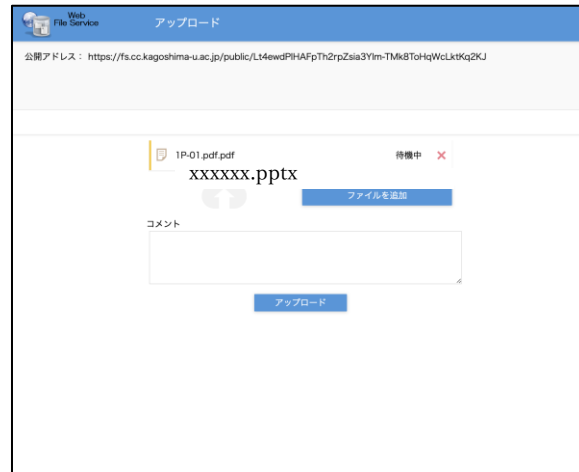 Web
File Service
アップロード
公開アドレス： https://fs.cc.kagoshima-u.ac.jp/public/Lt4ewdPlHAFpTh2rpZsia3Ylm-TMk8ToHqWcLktKq2KJ
1P-01.pdf.pdf 待機中
xxxxxx.pptx
ファイルを追加
コメント
アップロード